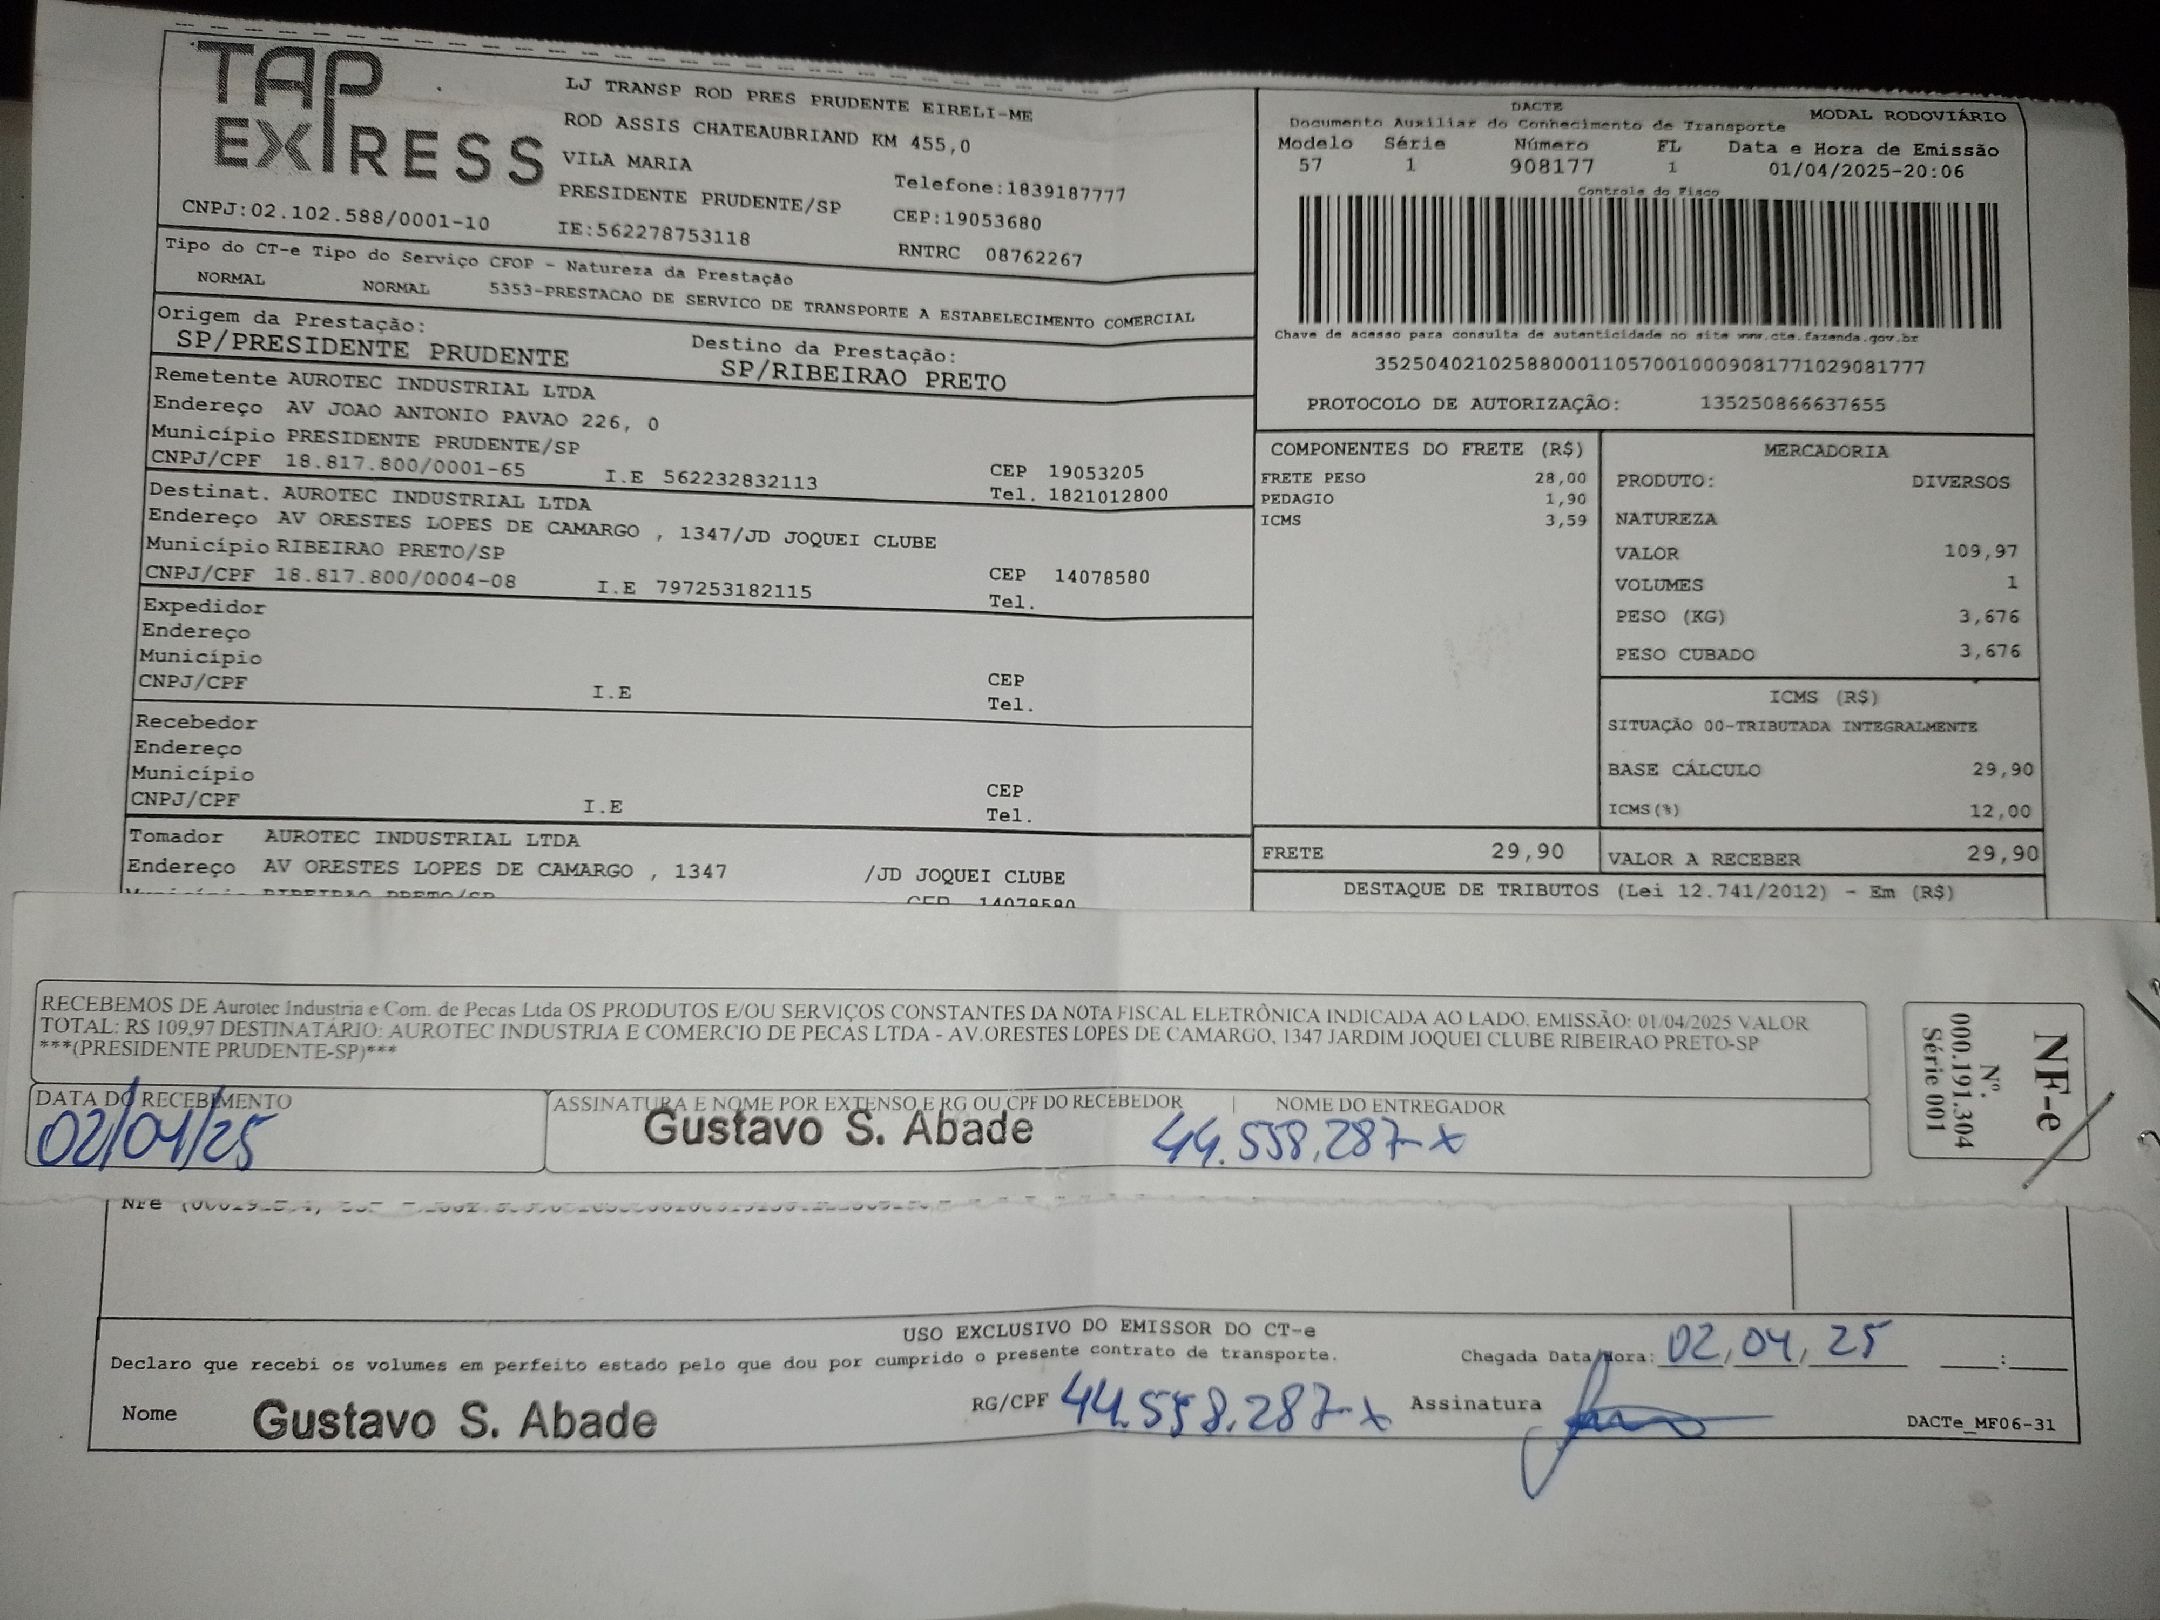 TAP EXPRESS
CNPJ:02.102.588/0001-10
LJ TRANSP ROD PRES PRUDENTE EIRELI-ME
ROD ASSIS CHATEAUBRIAND KM 455,0
VILA MARIA
PRESIDENTE PRUDENTE/SP
IE:562278753118
Telefone:1839187777
CEP:19053680
RNTRC 08762267
DACTE MODAL RODOVIÁRIO
Documento Auxiliar do Conhecimento de Transporte
Modelo Série Número FL Data e Hora de Emissão
57 1 908177 1 01/04/2025-20:06
Controle do Fisco
Chave de acesso para consulta de autenticidade no site www.cte.fazenda.gov.br
35250402102588000110570010009081771029081777
PROTOCOLO DE AUTORIZAÇÃO: 135250866637655
Tipo do CT-e Tipo do Serviço CFOP - Natureza da Prestação
NORMAL NORMAL 5353-PRESTACAO DE SERVICO DE TRANSPORTE A ESTABELECIMENTO COMERCIAL
Origem da Prestação: Destino da Prestação:
SP/PRESIDENTE PRUDENTE SP/RIBEIRAO PRETO
Remetente AUROTEC INDUSTRIAL LTDA
Endereço AV JOAO ANTONIO PAVAO 226, 0
Município PRESIDENTE PRUDENTE/SP CEP 19053205
CNPJ/CPF 18.817.800/0001-65 I.E 562232832113 Tel. 1821012800
Destinat. AUROTEC INDUSTRIAL LTDA
Endereço AV ORESTES LOPES DE CAMARGO , 1347/JD JOQUEI CLUBE
Município RIBEIRAO PRETO/SP CEP 14078580
CNPJ/CPF 18.817.800/0004-08 I.E 797253182115 Tel.
Expedidor
Endereço
Município CEP
CNPJ/CPF I.E Tel.
Recebedor
Endereço
Município CEP
CNPJ/CPF I.E Tel.
Tomador AUROTEC INDUSTRIAL LTDA
Endereço AV ORESTES LOPES DE CAMARGO , 1347 /JD JOQUEI CLUBE
Município RIBEIRAO PRETO/SP CEP 14078580
COMPONENTES DO FRETE (R$)
FRETE PESO 28,00
PEDAGIO 1,90
ICMS 3,59
FRETE 29,90
MERCADORIA
PRODUTO: DIVERSOS
NATUREZA
VALOR 109,97
VOLUMES 1
PESO (KG) 3,676
PESO CUBADO 3,676
ICMS (R$)
SITUAÇÃO 00-TRIBUTADA INTEGRALMENTE
BASE CÁLCULO 29,90
ICMS(%) 12,00
VALOR A RECEBER 29,90
DESTAQUE DE TRIBUTOS (Lei 12.741/2012) - Em (R$)
RECEBEMOS DE Aurotec Industria e Com. de Pecas Ltda OS PRODUTOS E/OU SERVIÇOS CONSTANTES DA NOTA FISCAL ELETRÔNICA INDICADA AO LADO. EMISSÃO: 01/04/2025 VALOR
TOTAL: R$ 109,97 DESTINATÁRIO: AUROTEC INDUSTRIA E COMERCIO DE PECAS LTDA - AV.ORESTES LOPES DE CAMARGO, 1347 JARDIM JOQUEI CLUBE RIBEIRAO PRETO-SP
***(PRESIDENTE PRUDENTE-SP)***
DATA DO RECEBIMENTO ASSINATURA E NOME POR EXTENSO E RG OU CPF DO RECEBEDOR | NOME DO ENTREGADOR
02/04/25 Gustavo S. Abade 44.558.287-x
NF-e
Nº.
000.191.304
Série 001
USO EXCLUSIVO DO EMISSOR DO CT-e
Declaro que recebi os volumes em perfeito estado pelo que dou por cumprido o presente contrato de transporte. Chegada Data/Hora: 02,04,25 :
Nome Gustavo S. Abade RG/CPF 44.558.287-x Assinatura
DACTe_MF06-31